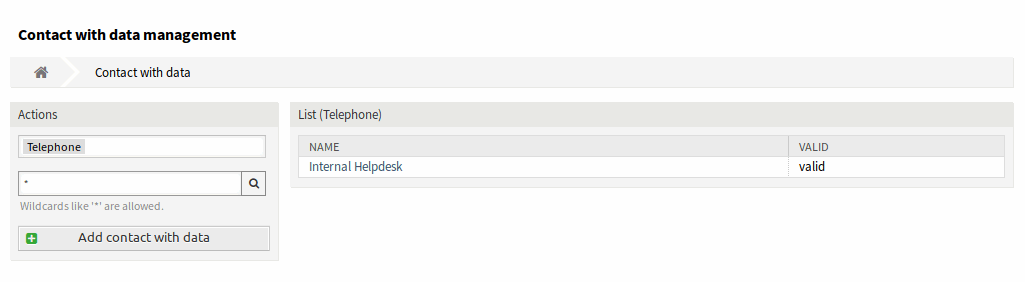 Contact with data management
Contact with data
Actions
Telephone
*
Wildcards like '*' are allowed.
Add contact with data
List (Telephone)
NAME VALID
Internal Helpdesk valid